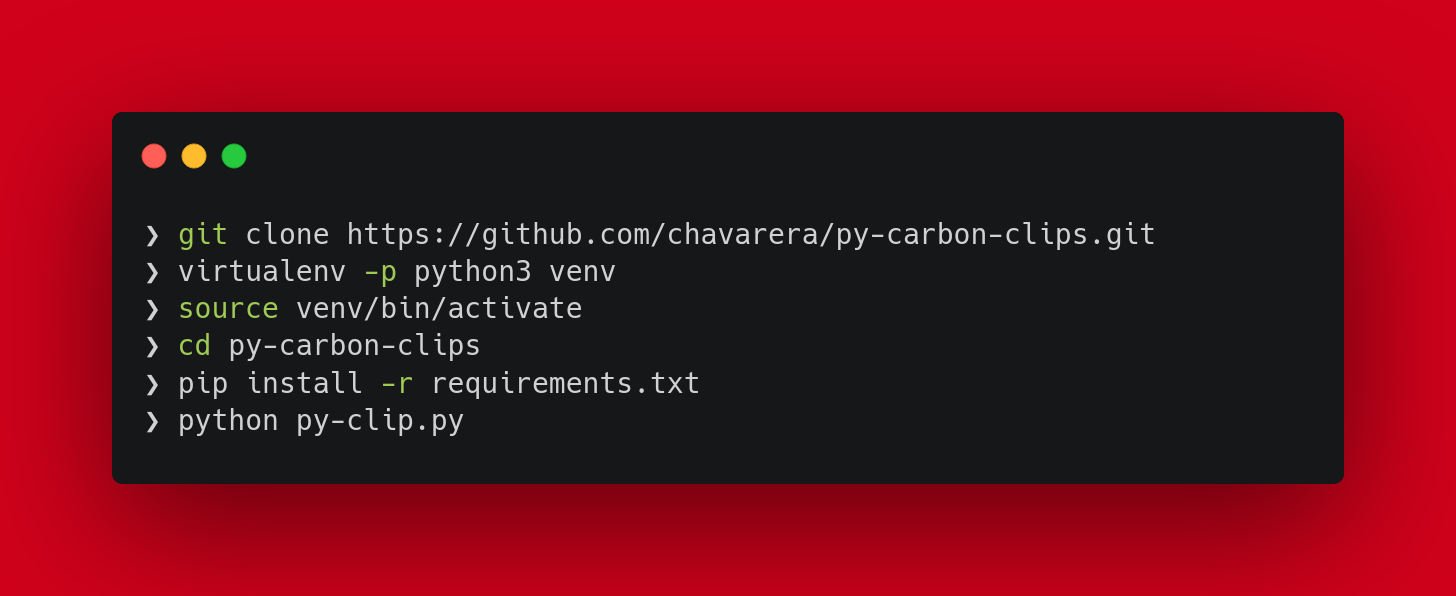 ❯ git clone https://github.com/chavarera/py-carbon-clips.git
❯ virtualenv -p python3 venv
❯ source venv/bin/activate
❯ cd py-carbon-clips
❯ pip install -r requirements.txt
❯ python py-clip.py